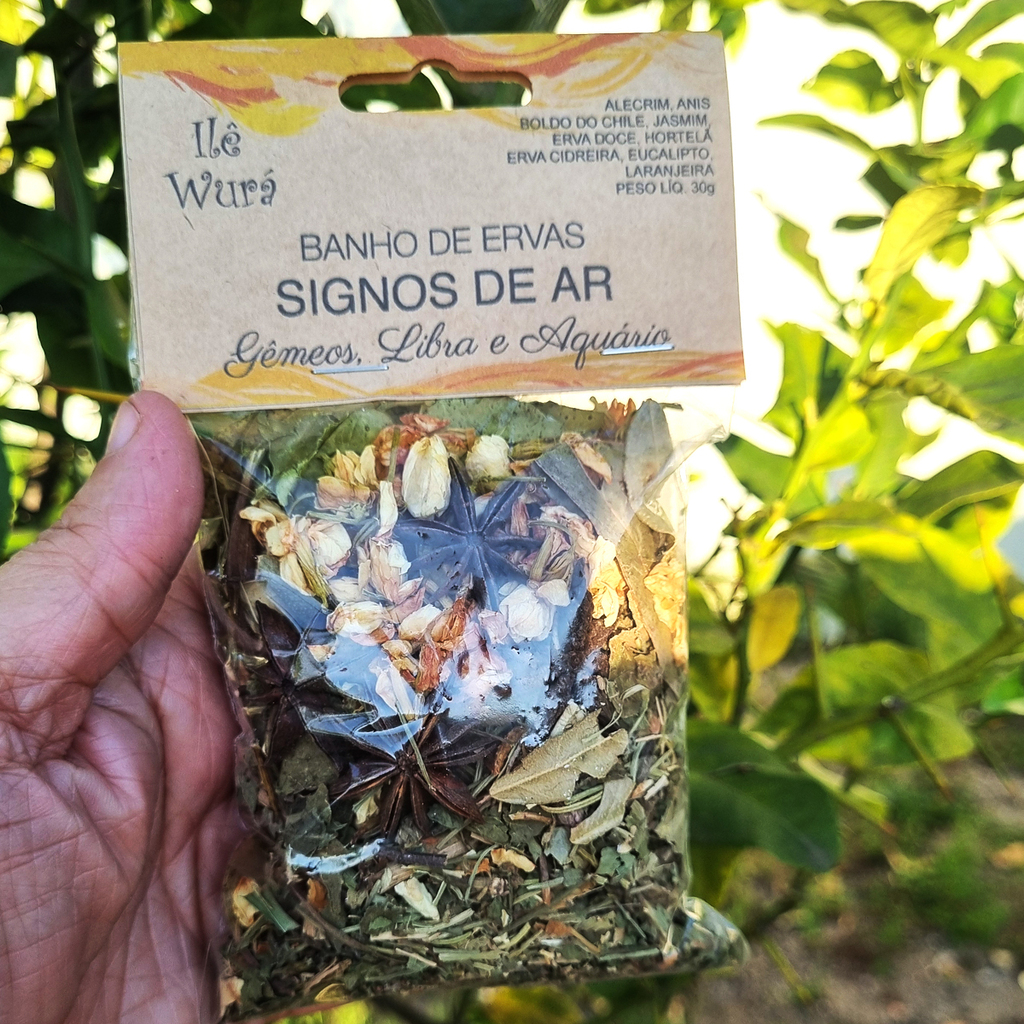 Ilê
Wurá
ALECRIM, ANIS
BOLDO DO CHILE, JASMIM,
ERVA DOCE, HORTELÃ
ERVA CIDREIRA, EUCALIPTO,
LARANJEIRA
PESO LÍQ. 30g
BANHO DE ERVAS
SIGNOS DE AR
Gêmeos, Libra e Aquário